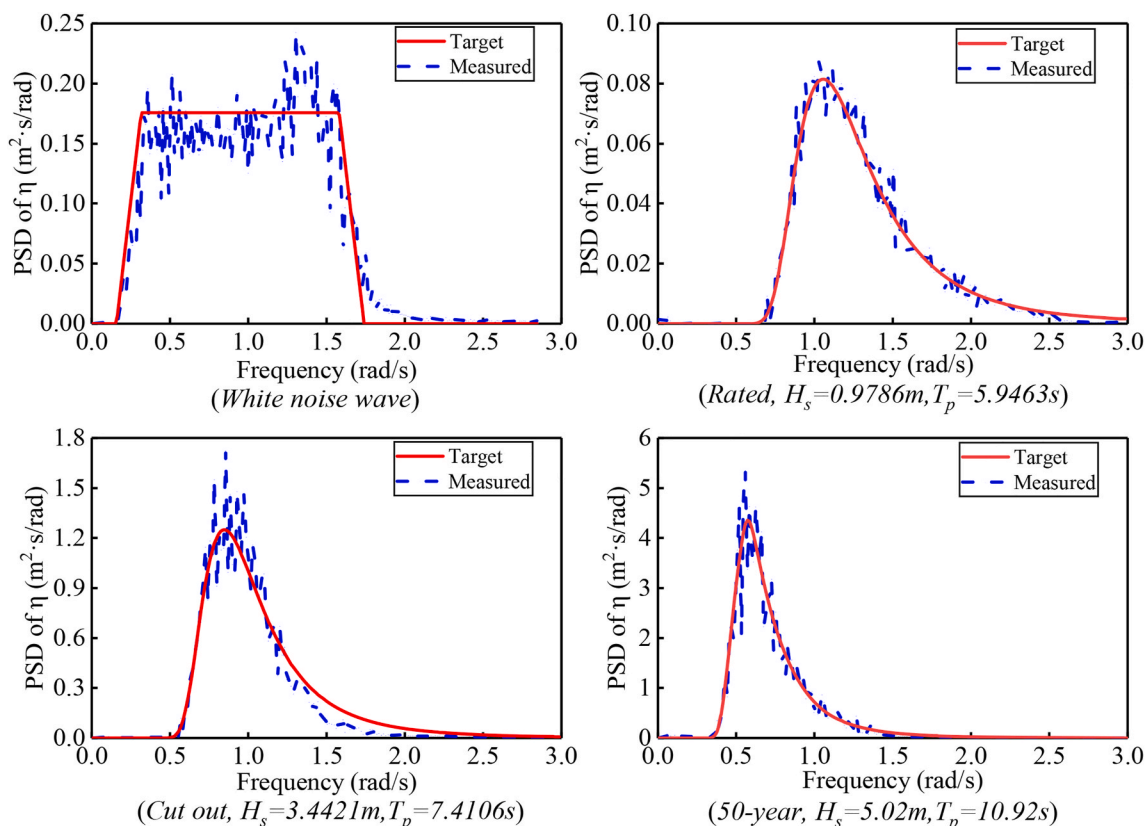 0.25
0.20
0.15
0.10
0.05
0.00
PSD of η (m²·s/rad)
Target
Measured
0.0 0.5 1.0 1.5 2.0 2.5 3.0
Frequency (rad/s)
(White noise wave)
0.10
0.08
0.06
0.04
0.02
0.00
PSD of η (m²·s/rad)
Target
Measured
0.0 0.5 1.0 1.5 2.0 2.5 3.0
Frequency (rad/s)
(Rated, Hₛ=0.9786m,Tₚ=5.9463s)
1.8
1.5
1.2
0.9
0.6
0.3
0.0
PSD of η (m²·s/rad)
Target
Measured
0.0 0.5 1.0 1.5 2.0 2.5 3.0
Frequency (rad/s)
(Cut out, Hₛ=3.4421m,Tₚ=7.4106s)
6
5
4
3
2
1
0
PSD of η (m²·s/rad)
Target
Measured
0.0 0.5 1.0 1.5 2.0 2.5 3.0
Frequency (rad/s)
(50-year, Hₛ=5.02m,Tₚ=10.92s)